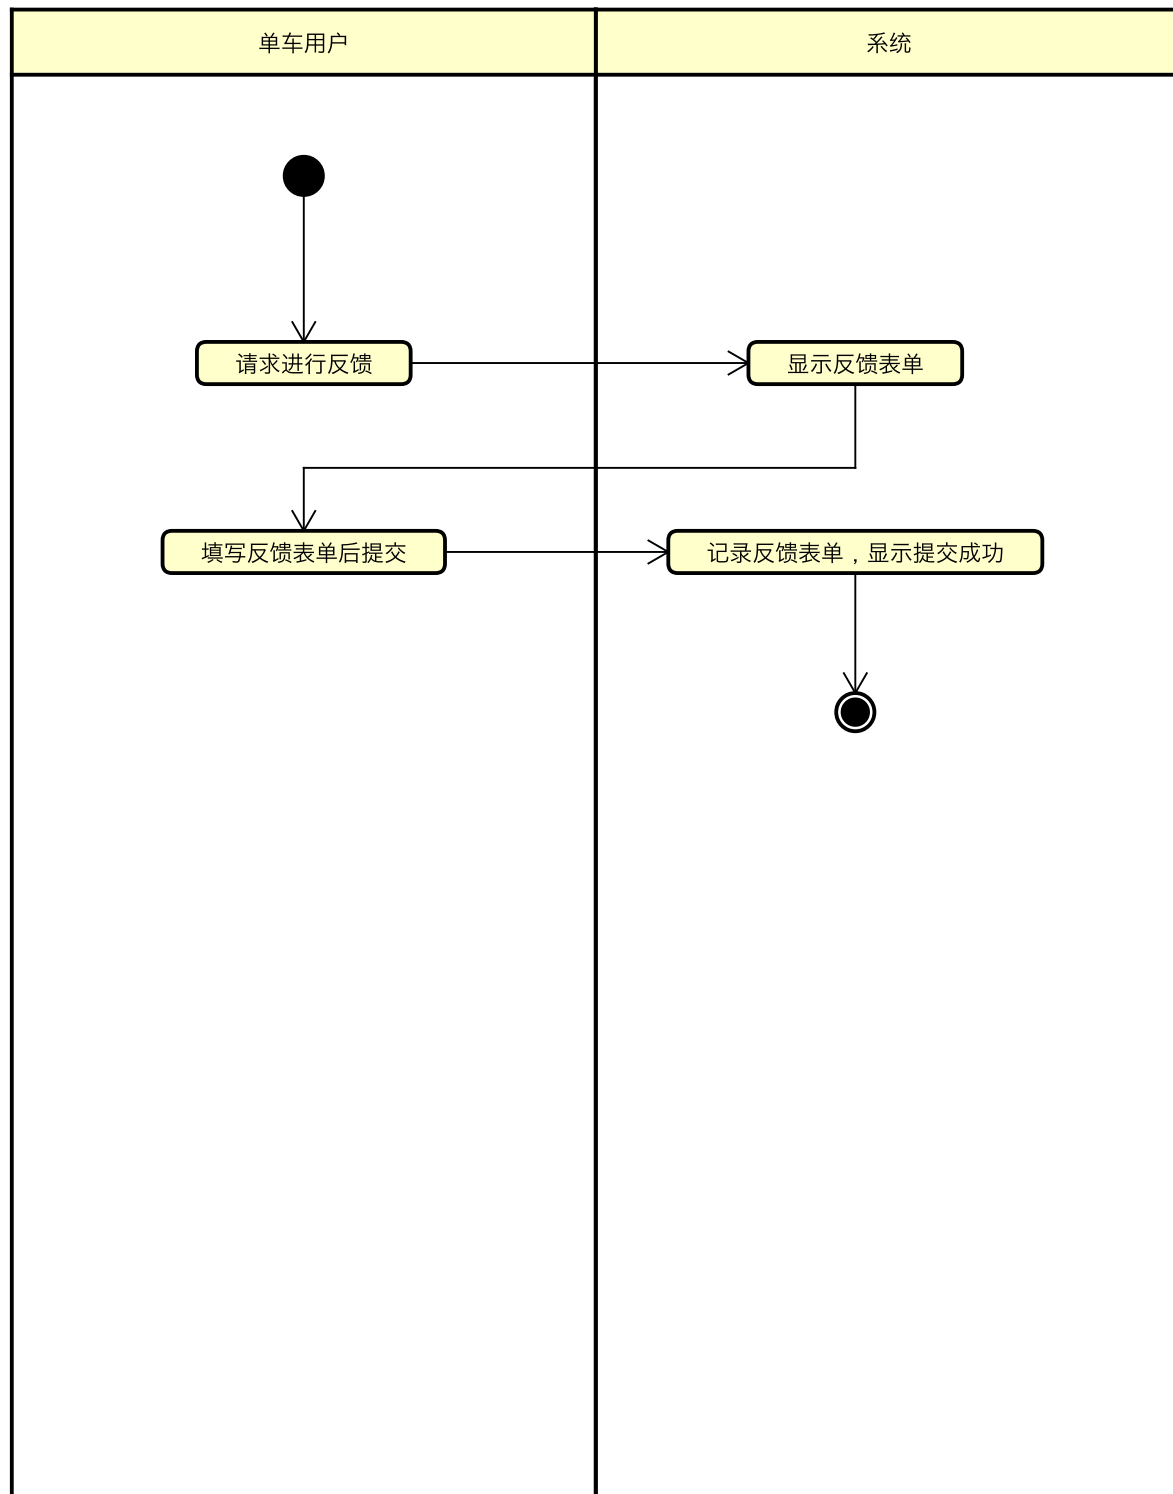 单车用户
系统
请求进行反馈
显示反馈表单
填写反馈表单后提交
记录反馈表单，显示提交成功